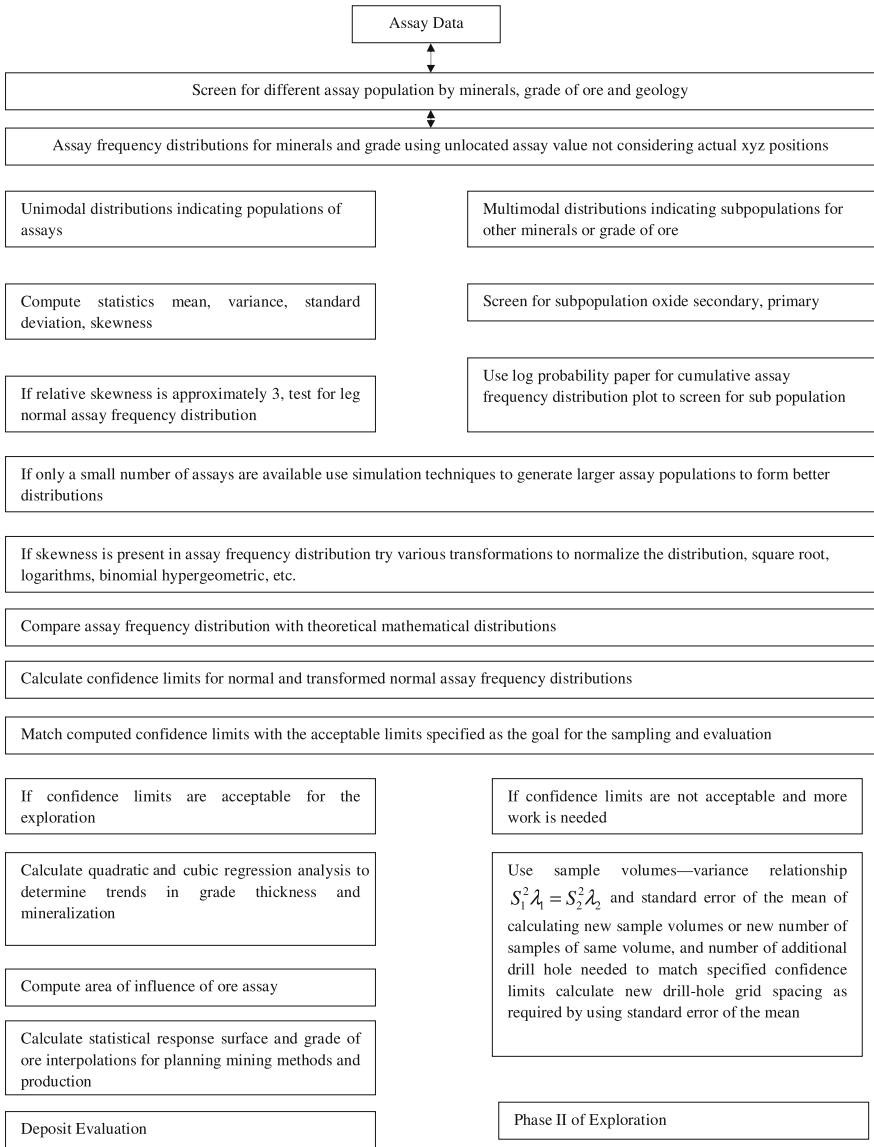 Assay Data
Screen for different assay population by minerals, grade of ore and geology
Assay frequency distributions for minerals and grade using unlocated assay value not considering actual xyz positions
Unimodal distributions indicating populations of
assays
Multimodal distributions indicating subpopulations for
other minerals or grade of ore
Compute statistics mean, variance, standard
deviation, skewness
Screen for subpopulation oxide secondary, primary
If relative skewness is approximately 3, test for leg
normal assay frequency distribution
Use log probability paper for cumulative assay
frequency distribution plot to screen for sub population
If only a small number of assays are available use simulation techniques to generate larger assay populations to form better
distributions
If skewness is present in assay frequency distribution try various transformations to normalize the distribution, square root,
logarithms, binomial hypergeometric, etc.
Compare assay frequency distribution with theoretical mathematical distributions
Calculate confidence limits for normal and transformed normal assay frequency distributions
Match computed confidence limits with the acceptable limits specified as the goal for the sampling and evaluation
If confidence limits are acceptable for the
exploration
If confidence limits are not acceptable and more
work is needed
Calculate quadratic and cubic regression analysis to
determine trends in grade thickness and
mineralization
Use sample volumes—variance relationship
S₁²λ₁ = S₂²λ₂ and standard error of the mean of
calculating new sample volumes or new number of
samples of same volume, and number of additional
drill hole needed to match specified confidence
limits calculate new drill-hole grid spacing as
required by using standard error of the mean
Compute area of influence of ore assay
Calculate statistical response surface and grade of
ore interpolations for planning mining methods and
production
Deposit Evaluation
Phase II of Exploration